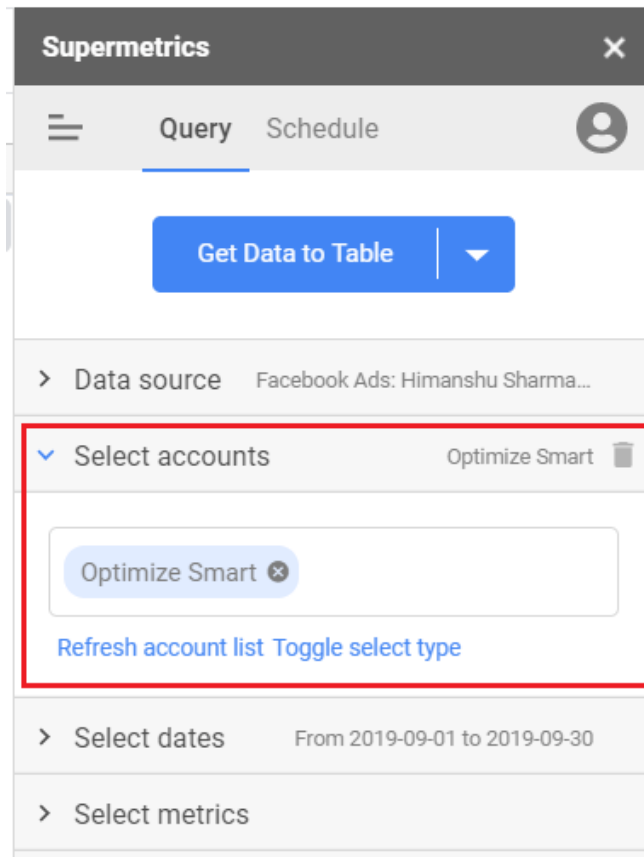 Supermetrics
Query Schedule
Get Data to Table
Data source Facebook Ads: Himanshu Sharma...
Select accounts Optimize Smart
Optimize Smart
Refresh account list Toggle select type
Select dates From 2019-09-01 to 2019-09-30
Select metrics